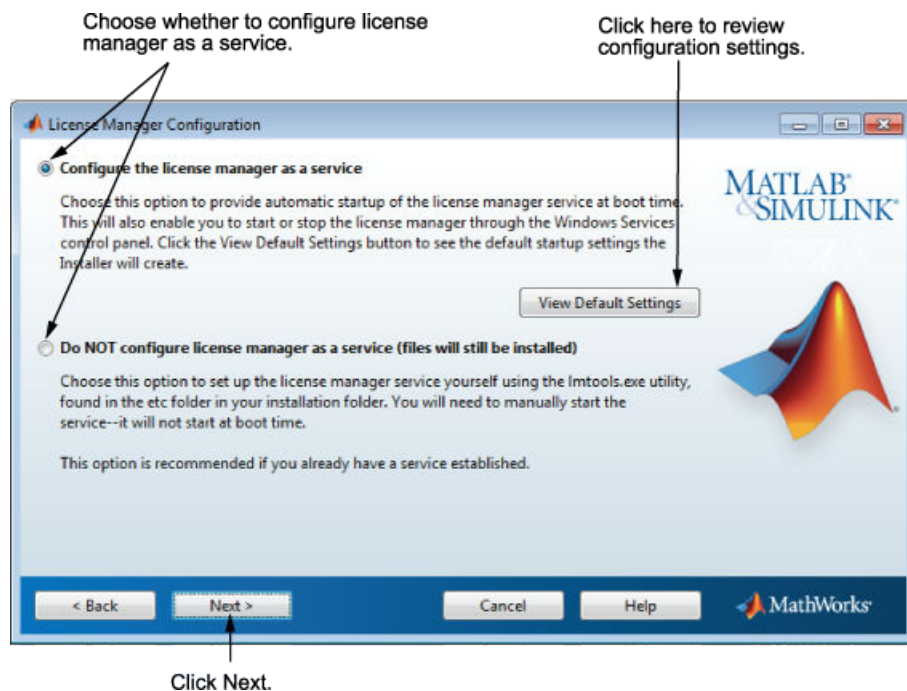 Choose whether to configure license
manager as a service.
Click here to review
configuration settings.
License Manager Configuration
Configure the license manager as a service
Choose this option to provide automatic startup of the license manager service at boot time.
This will also enable you to start or stop the license manager through the Windows Services
control panel. Click the View Default Settings button to see the default startup settings the
Installer will create.
MATLAB®
&SIMULINK®
View Default Settings
Do NOT configure license manager as a service (files will still be installed)
Choose this option to set up the license manager service yourself using the lmtools.exe utility,
found in the etc folder in your installation folder. You will need to manually start the
service--it will not start at boot time.
This option is recommended if you already have a service established.
< Back
Next >
Cancel
Help
MathWorks®
Click Next.